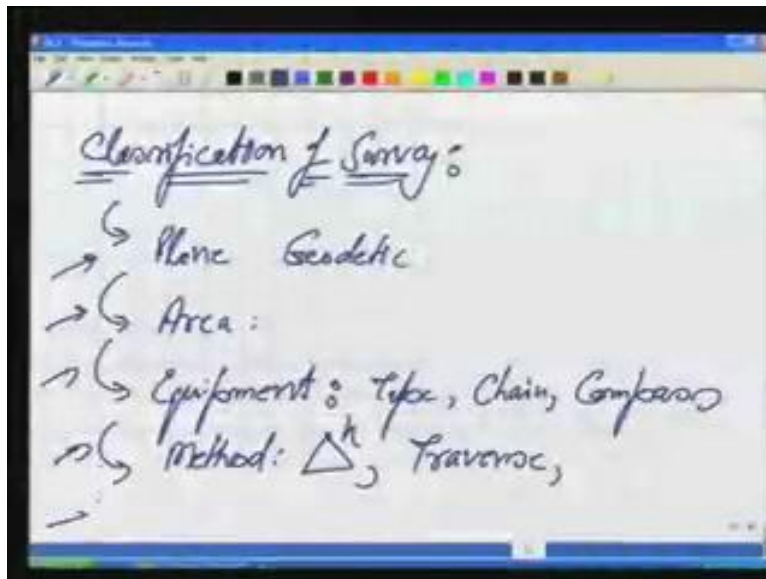 Classification of Survey:
Plane Geodetic
Area:
Equipment: Tape, Chain, Compass
Method: △n, Traverse,